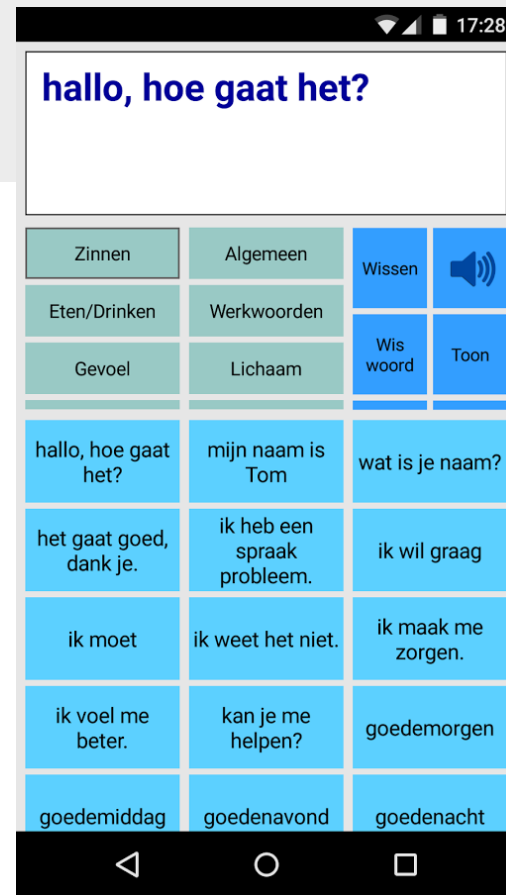 17:28
hallo, hoe gaat het?
Zinnen
Algemeen
Wissen
Eten/Drinken
Werkwoorden
Gevoel
Lichaam
Wis
woord
Toon
hallo, hoe gaat
het?
mijn naam is
Tom
wat is je naam?
het gaat goed,
dank je.
ik heb een
spraak
probleem.
ik wil graag
ik moet
ik weet het niet.
ik maak me
zorgen.
ik voel me
beter.
kan je me
helpen?
goedemorgen
goedemiddag
goedenavond
goedenacht